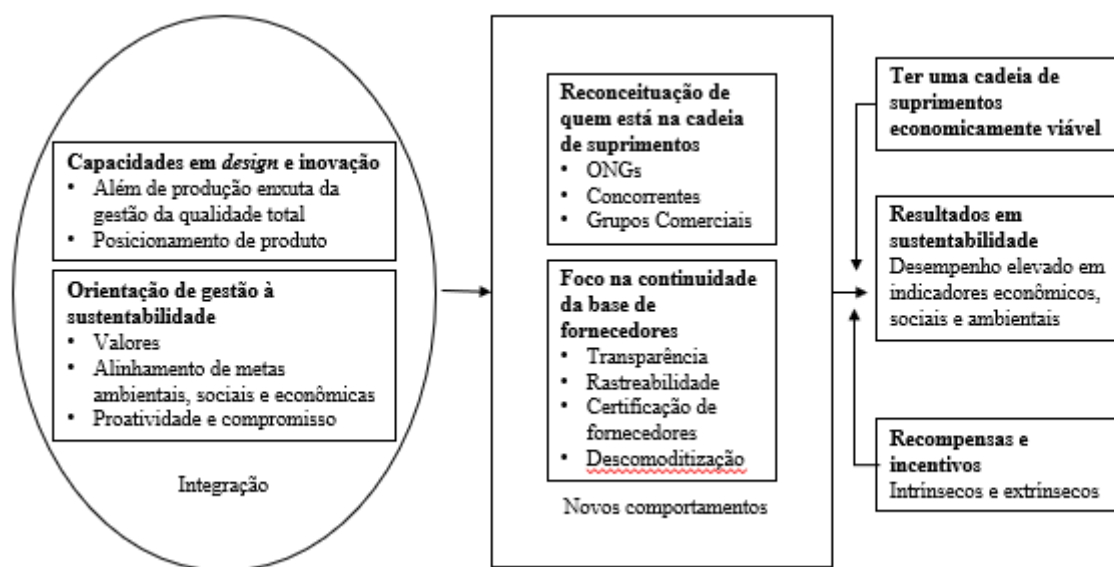 Capacidades em design e inovação
• Além de produção enxuta da
gestão da qualidade total
• Posicionamento de produto
Orientação de gestão à
sustentabilidade
• Valores
• Alinhamento de metas
ambientais, sociais e econômicas
• Proatividade e compromisso
Integração
Reconceituação de
quem está na cadeia
de suprimentos
• ONGs
• Concorrentes
• Grupos Comerciais
Foco na continuidade
da base de
fornecedores
• Transparência
• Rastreabilidade
• Certificação de
fornecedores
• Descomoditização
Novos comportamentos
Ter uma cadeia de
suprimentos
economicamente viável
Resultados em
sustentabilidade
Desempenho elevado em
indicadores econômicos,
sociais e ambientais
Recompensas e
incentivos
Intrínsecos e extrínsecos